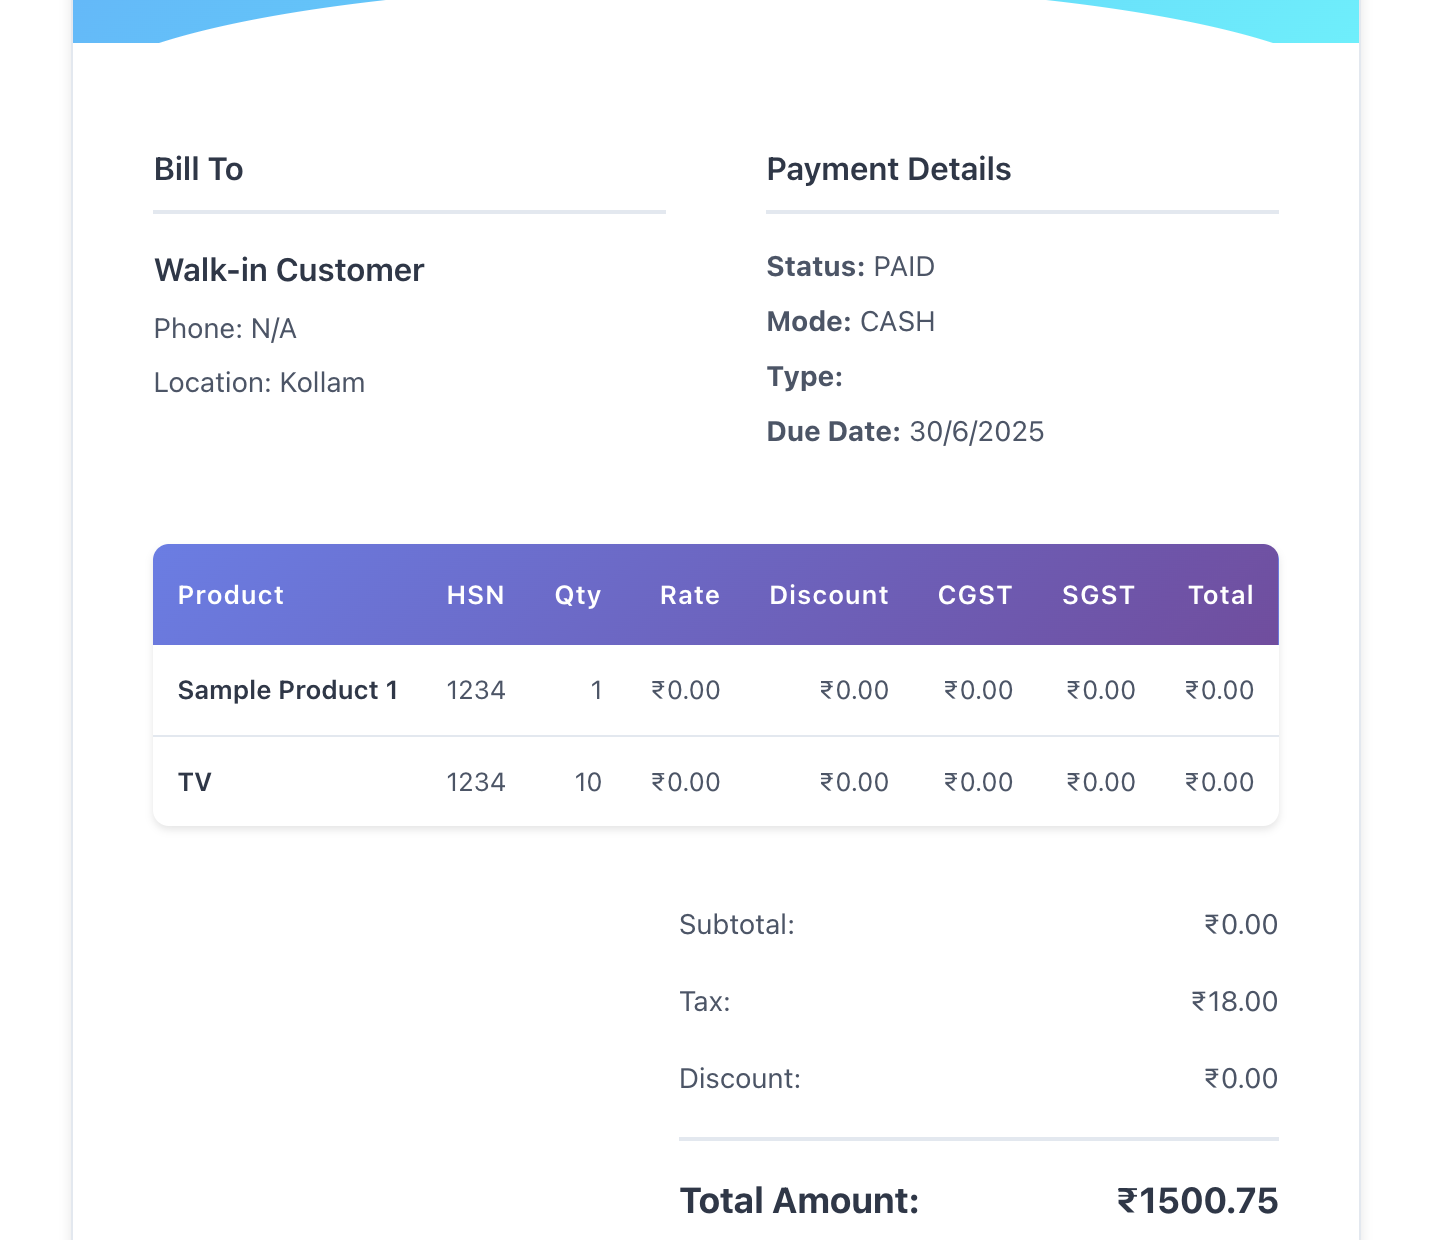 Bill To
Walk-in Customer
Phone: N/A
Location: Kollam
Payment Details
Status: PAID
Mode: CASH
Type:
Due Date: 30/6/2025
Product HSN Qty Rate Discount CGST SGST Total
Sample Product 1 1234 1 ₹0.00 ₹0.00 ₹0.00 ₹0.00 ₹0.00
TV 1234 10 ₹0.00 ₹0.00 ₹0.00 ₹0.00 ₹0.00
Subtotal: ₹0.00
Tax: ₹18.00
Discount: ₹0.00
Total Amount: ₹1500.75